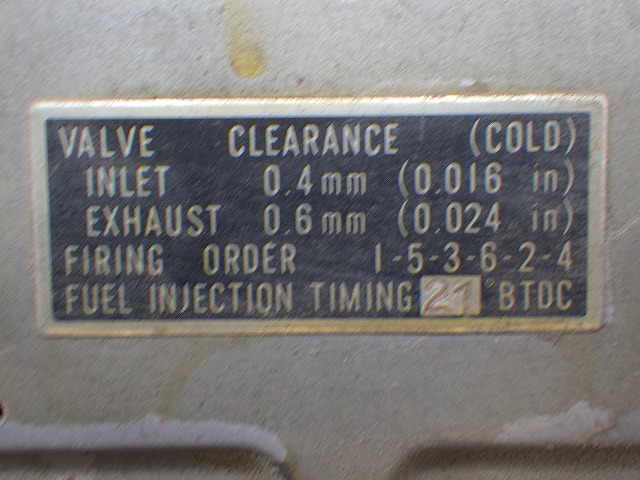 VALVE CLEARANCE (COLD)
INLET 0.4mm (0.016 in)
EXHAUST 0.6mm (0.024 in)
FIRING ORDER 1-5-3-6-2-4
FUEL INJECTION TIMING 21°BTDC